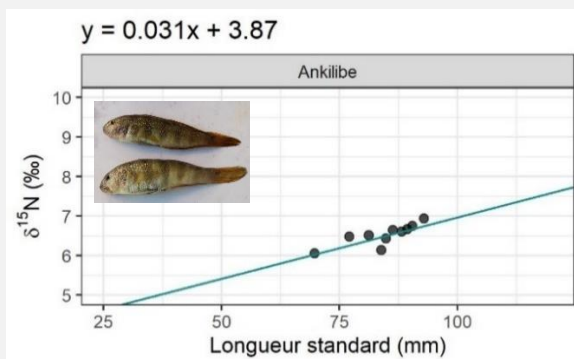 y = 0.031x + 3.87
Ankilibe
10
9
8
7
6
5
δ¹⁵N (‰)
25
50
75
100
Longueur standard (mm)